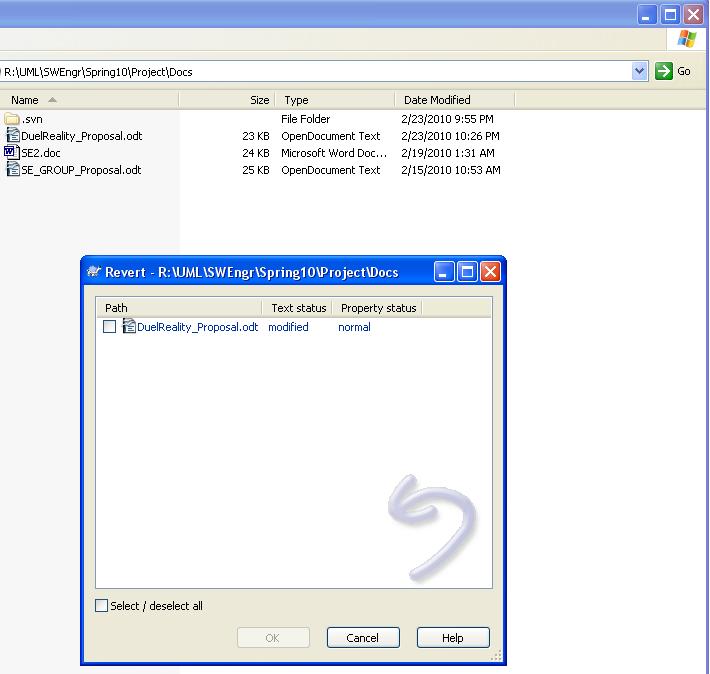 R:\UML\SWEngr\Spring10\Project\Docs Go
Name Size Type Date Modified
.svn File Folder 2/23/2010 9:55 PM
DuelReality_Proposal.odt 23 KB OpenDocument Text 2/23/2010 10:26 PM
SE2.doc 24 KB Microsoft Word Doc... 2/19/2010 1:31 AM
SE_GROUP_Proposal.odt 25 KB OpenDocument Text 2/15/2010 10:53 AM
Revert - R:\UML\SWEngr\Spring10\Project\Docs
Path Text status Property status
DuelReality_Proposal.odt modified normal
Select / deselect all
OK Cancel Help